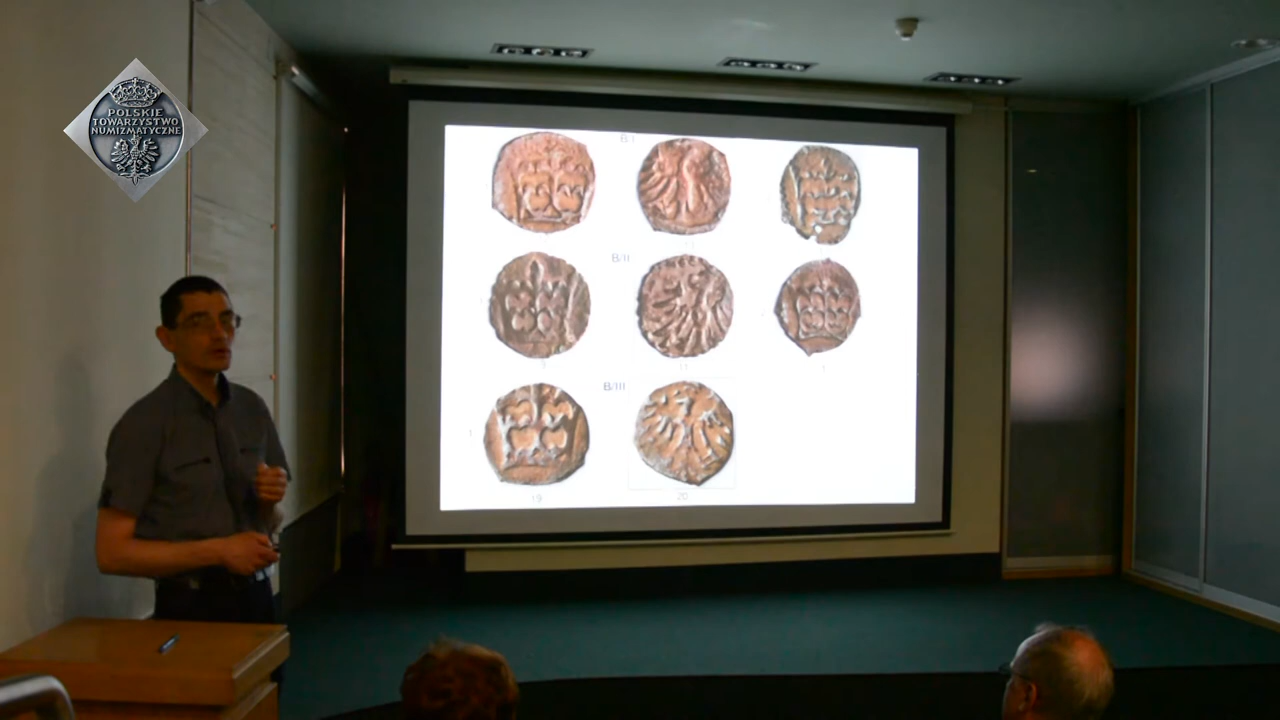 POLSKIE
TOWARZYSTWO
NUMIZMATYCZNE
B/I
B/II
B/III
19
20